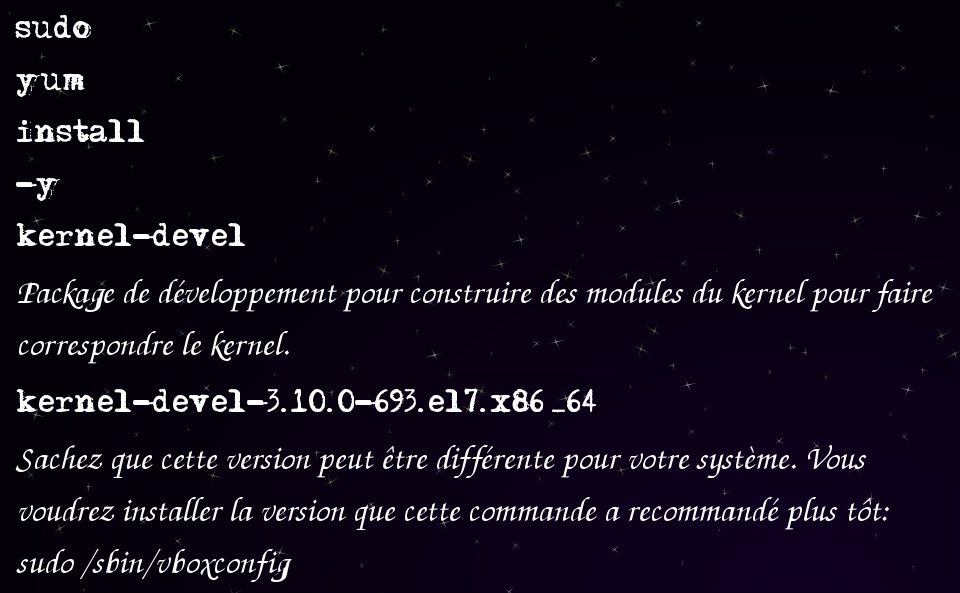 sudo
yum
install
-y
kernel-devel
Package de développement pour construire des modules du kernel pour faire
correspondre le kernel.
kernel-devel-3.10.0-693.el7.x86_64
Sachez que cette version peut être différente pour votre système. Vous
voudrez installer la version que cette commande a recommandé plus tôt:
sudo /sbin/vboxconfig